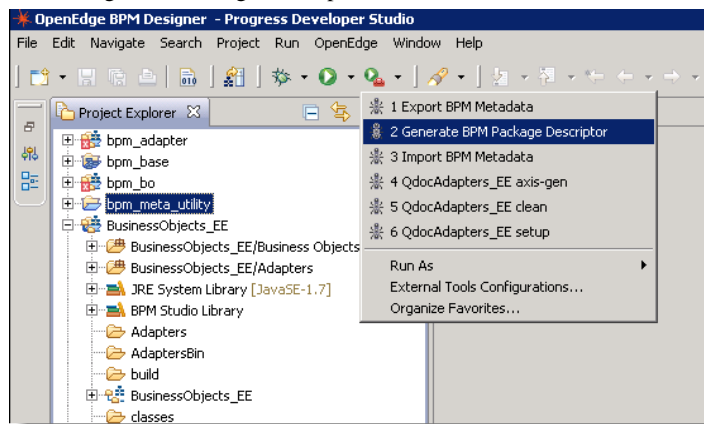 OpenEdge BPM Designer - Progress Developer Studio
File Edit Navigate Search Project Run OpenEdge Window Help
Project Explorer
bpm_adapter
bpm_base
bpm_bo
bpm_meta_utility
BusinessObjects_EE
BusinessObjects_EE/Business Objects
BusinessObjects_EE/Adapters
JRE System Library [JavaSE-1.7]
BPM Studio Library
Adapters
AdaptersBin
build
BusinessObjects_EE
classes
1 Export BPM Metadata
2 Generate BPM Package Descriptor
3 Import BPM Metadata
4 QdocAdapters_EE axis-gen
5 QdocAdapters_EE clean
6 QdocAdapters_EE setup
Run As
External Tools Configurations...
Organize Favorites...